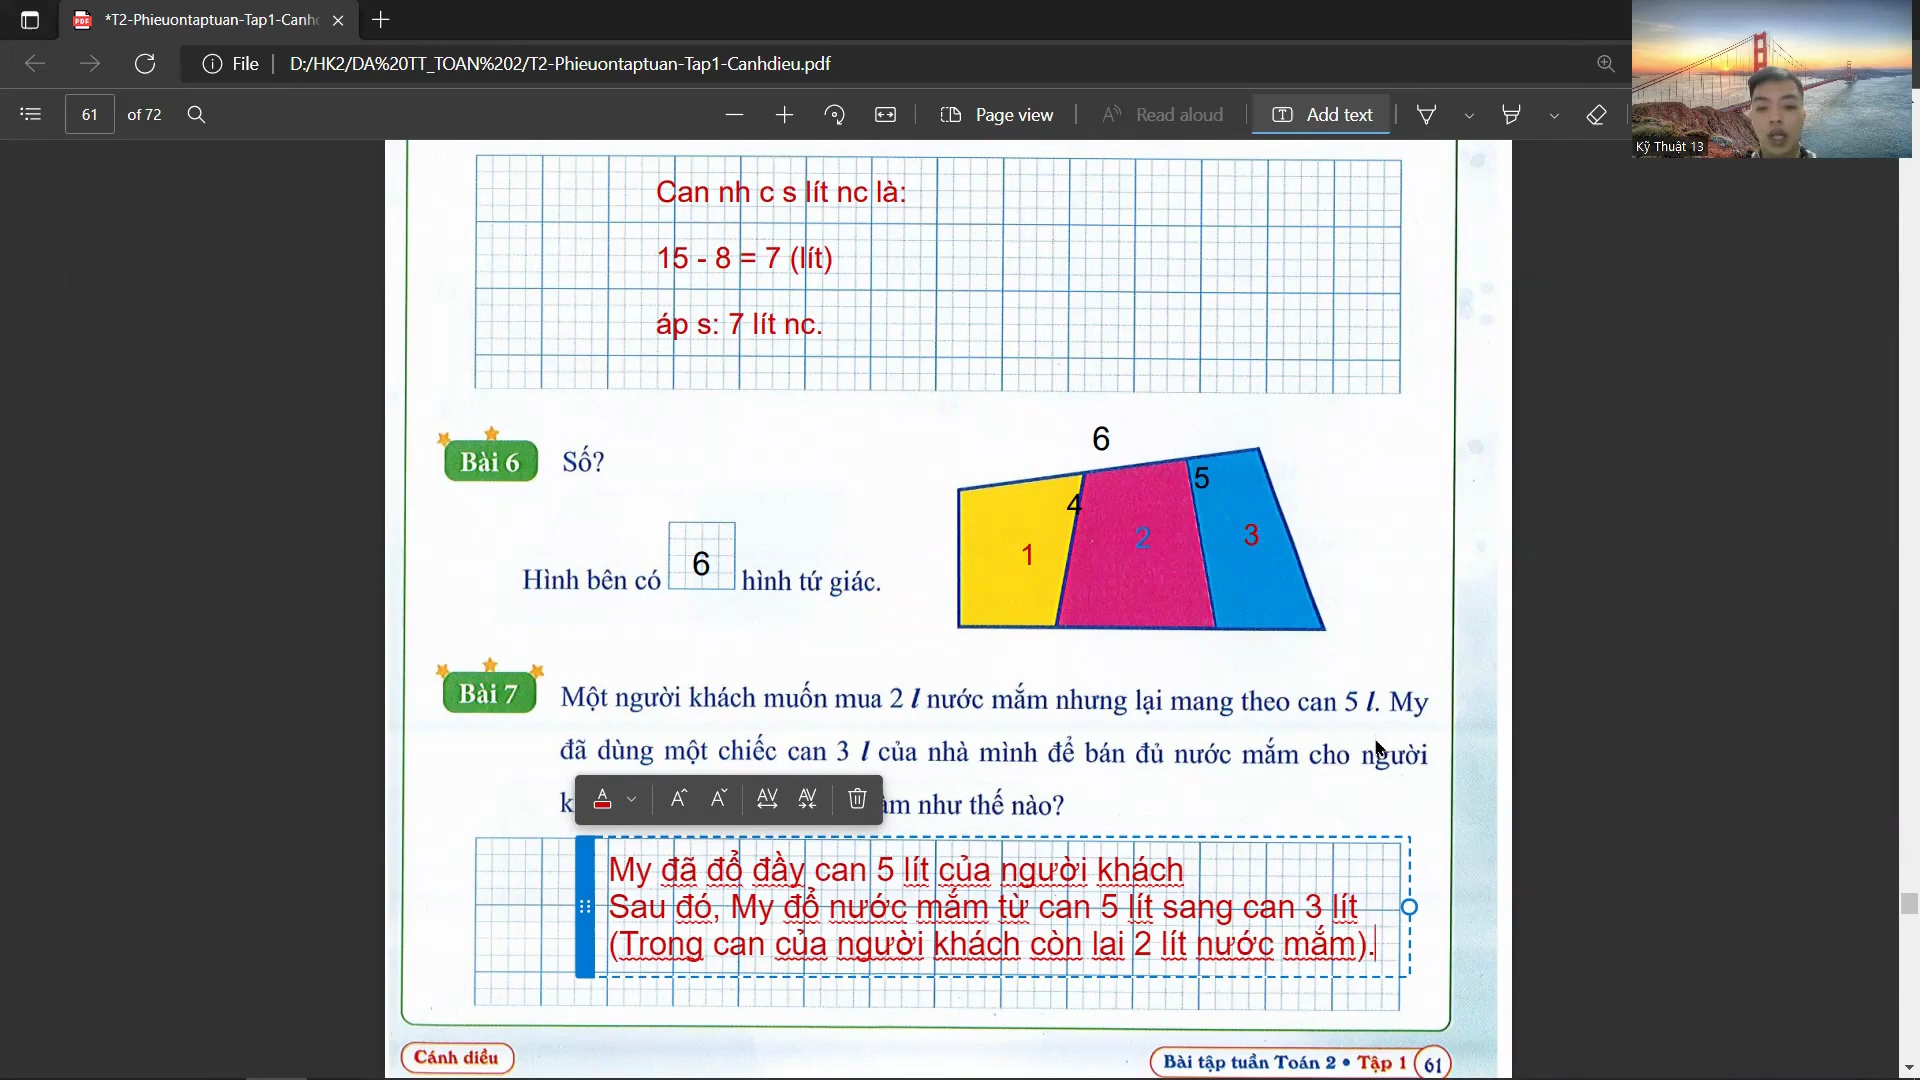 *T2-Phieuontaptuan-Tap1-Canh
File
D:/HK2/DA%20TT_TOAN%202/T2-Phieuontaptuan-Tap1-Canhdieu.pdf
61 of 72
Page view
Read aloud
Add text
Kỹ Thuật 13
Can nh c s lít nc là:
15 - 8 = 7 (lít)
áp s: 7 lít nc.
Bài 6 Số?
6
4
5
1
2
3
Hình bên có 6 hình tứ giác.
Bài 7 Một người khách muốn mua 2 l nước mắm nhưng lại mang theo can 5 l. My
đã dùng một chiếc can 3 l của nhà mình để bán đủ nước mắm cho người
như thế nào?
My đã đổ đầy can 5 lít của người khách
Sau đó, My đổ nước mắm từ can 5 lít sang can 3 lít
(Trong can của người khách còn lại 2 lít nước mắm).
Cánh diều
Bài tập tuần Toán 2 • Tập 1 61